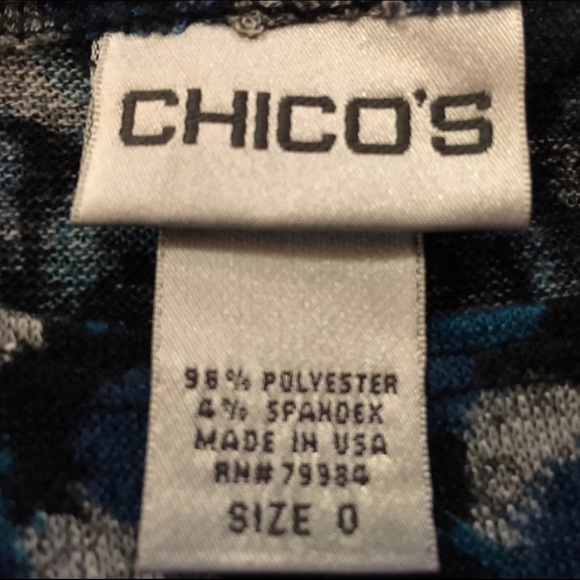 CHICO'S
96% POLYESTER
4% SPANDEX
MADE IN USA
RN# 79984
SIZE 0